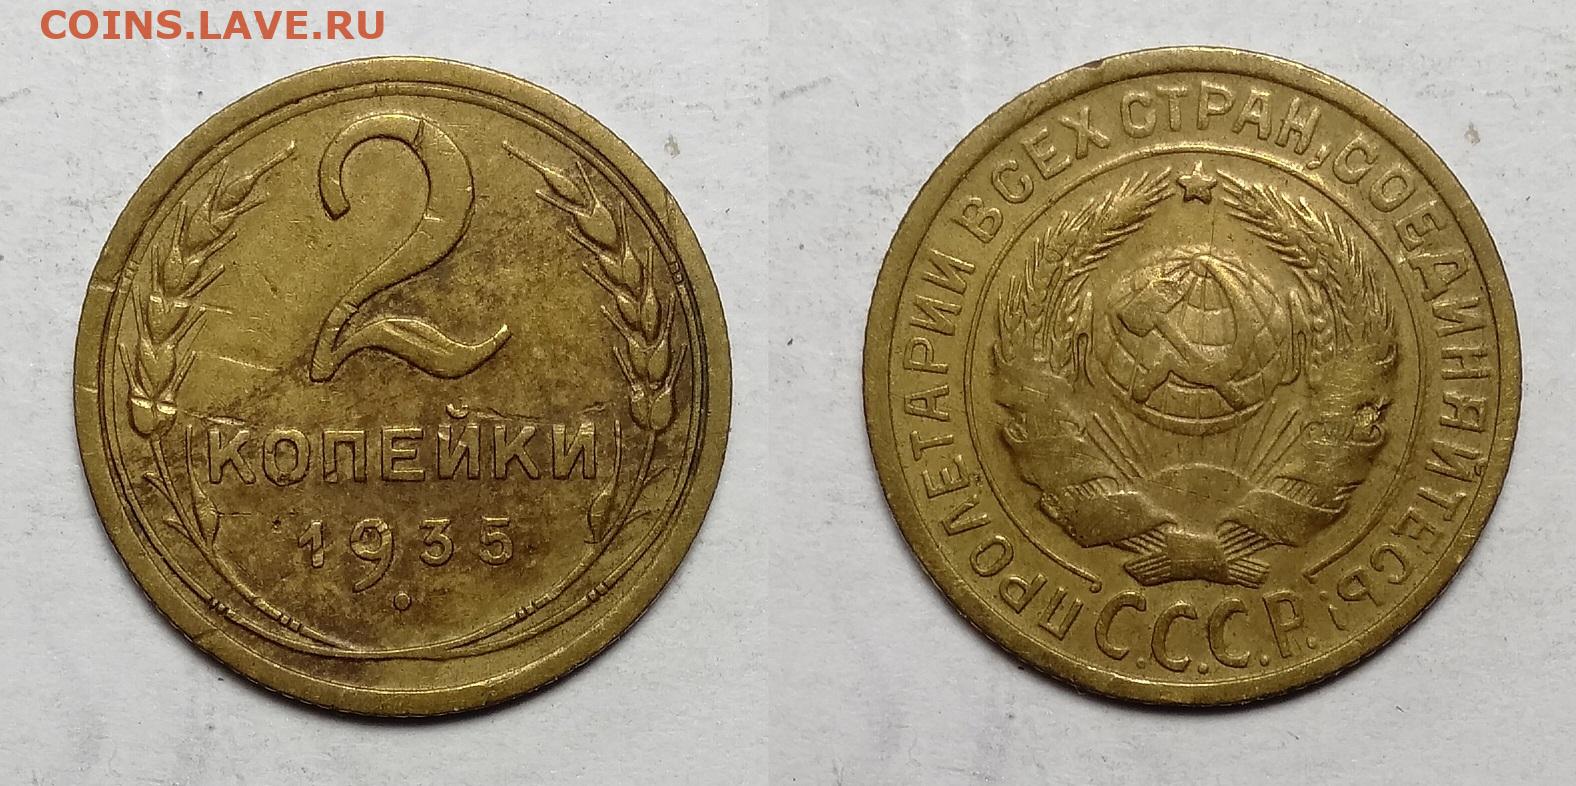 COINS.LAVE.RU
2
КОПЕЙКИ
1935
ПРОЛЕТАРИИ ВСЕХ СТРАН, СОЕДИНЯЙТЕСЬ!
С.С.С.Р.